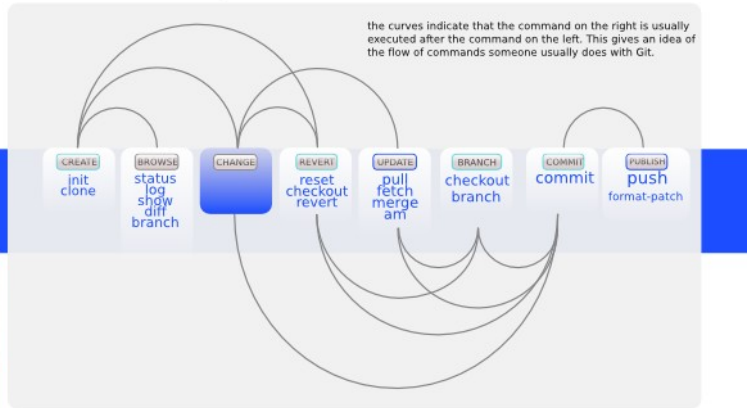 the curves indicate that the command on the right is usually
executed after the command on the left. This gives an idea of
the flow of commands someone usually does with Git.
CREATE
init
clone
BROWSE
status
log
show
diff
branch
CHANGE
REVERT
reset
checkout
revert
UPDATE
pull
fetch
merge
am
BRANCH
checkout
branch
COMMIT
commit
PUBLISH
push
format-patch